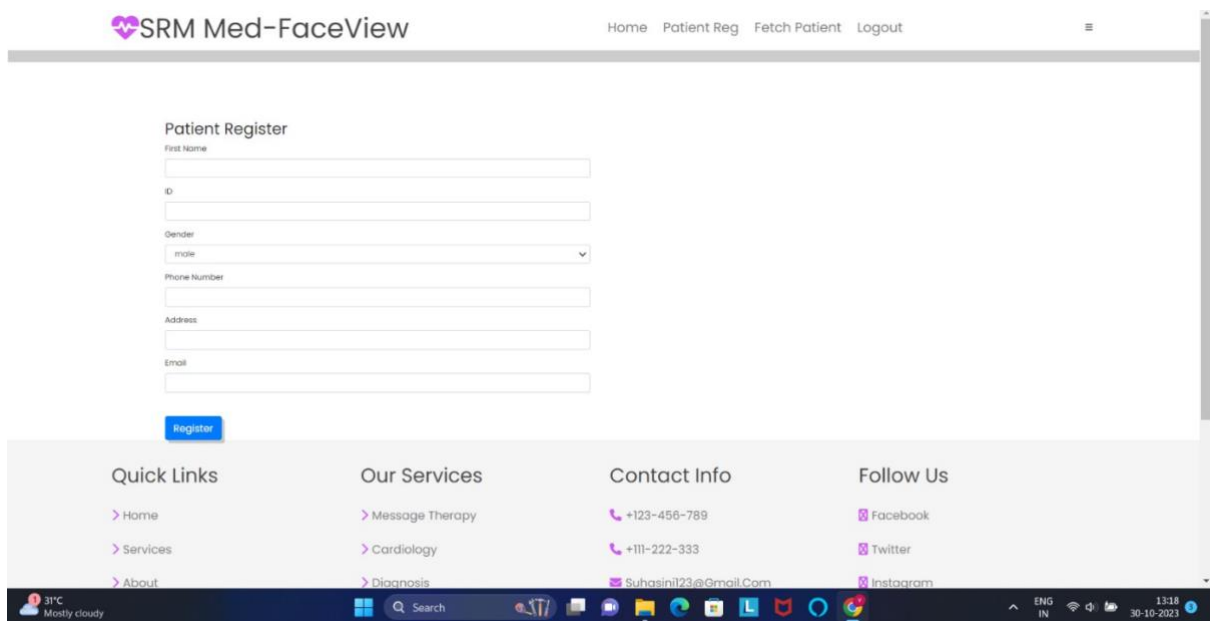 SRM Med-FaceView
Home Patient Reg Fetch Patient Logout
Patient Register
First Name
ID
Gender
male
Phone Number
Address
Email
Register
Quick Links Our Services Contact Info Follow Us
Home Message Therapy +123-456-789 Facebook
Services Cardiology +111-222-333 Twitter
About Diagnosis Suhasini123@Gmail.Com Instagram
1 31°C
Mostly cloudy
Search
L
ENG
IN
13:18
30-10-2023
3